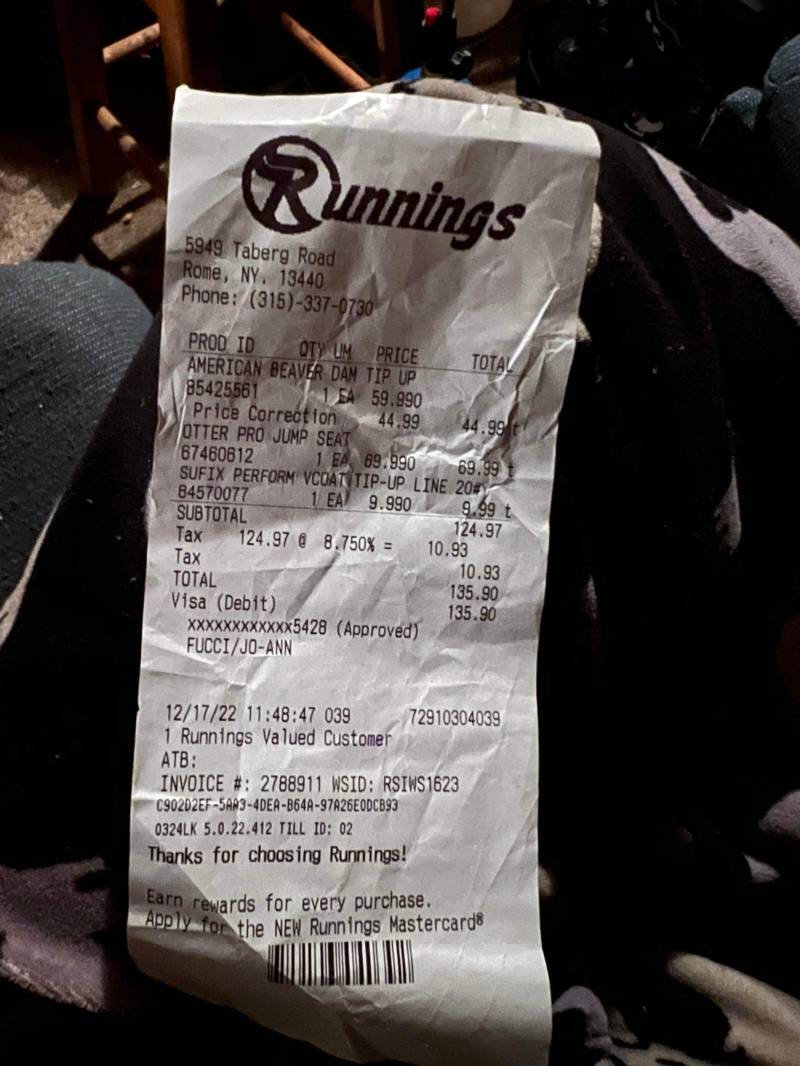 Runnings
5949 Taberg Road
Rome, NY. 13440
Phone: (315)-337-0730
PROD ID QTY UM PRICE TOTAL
AMERICAN BEAVER DAM TIP UP
85425561 1 EA 59.990
Price Correction 44.99 44.99 t
OTTER PRO JUMP SEAT
67460612 1 EA 69.990 69.99 t
SUFIX PERFORM VCOAT TIP-UP LINE 20#
84570077 1 EA 9.990 9.99 t
SUBTOTAL 124.97
Tax 124.97 @ 8.750% = 10.93
Tax 10.93
TOTAL 135.90
Visa (Debit) 135.90
XXXXXXXXXXXX5428 (Approved)
FUCCI/JO-ANN
12/17/22 11:48:47 039 72910304039
1 Runnings Valued Customer
ATB:
INVOICE #: 2788911 WSID: RSIWS1623
C902D2EF-5AA3-4DEA-B64A-97A26E0DCB93
0324LK 5.0.22.412 TILL ID: 02
Thanks for choosing Runnings!
Earn rewards for every purchase.
Apply for the NEW Runnings Mastercard®